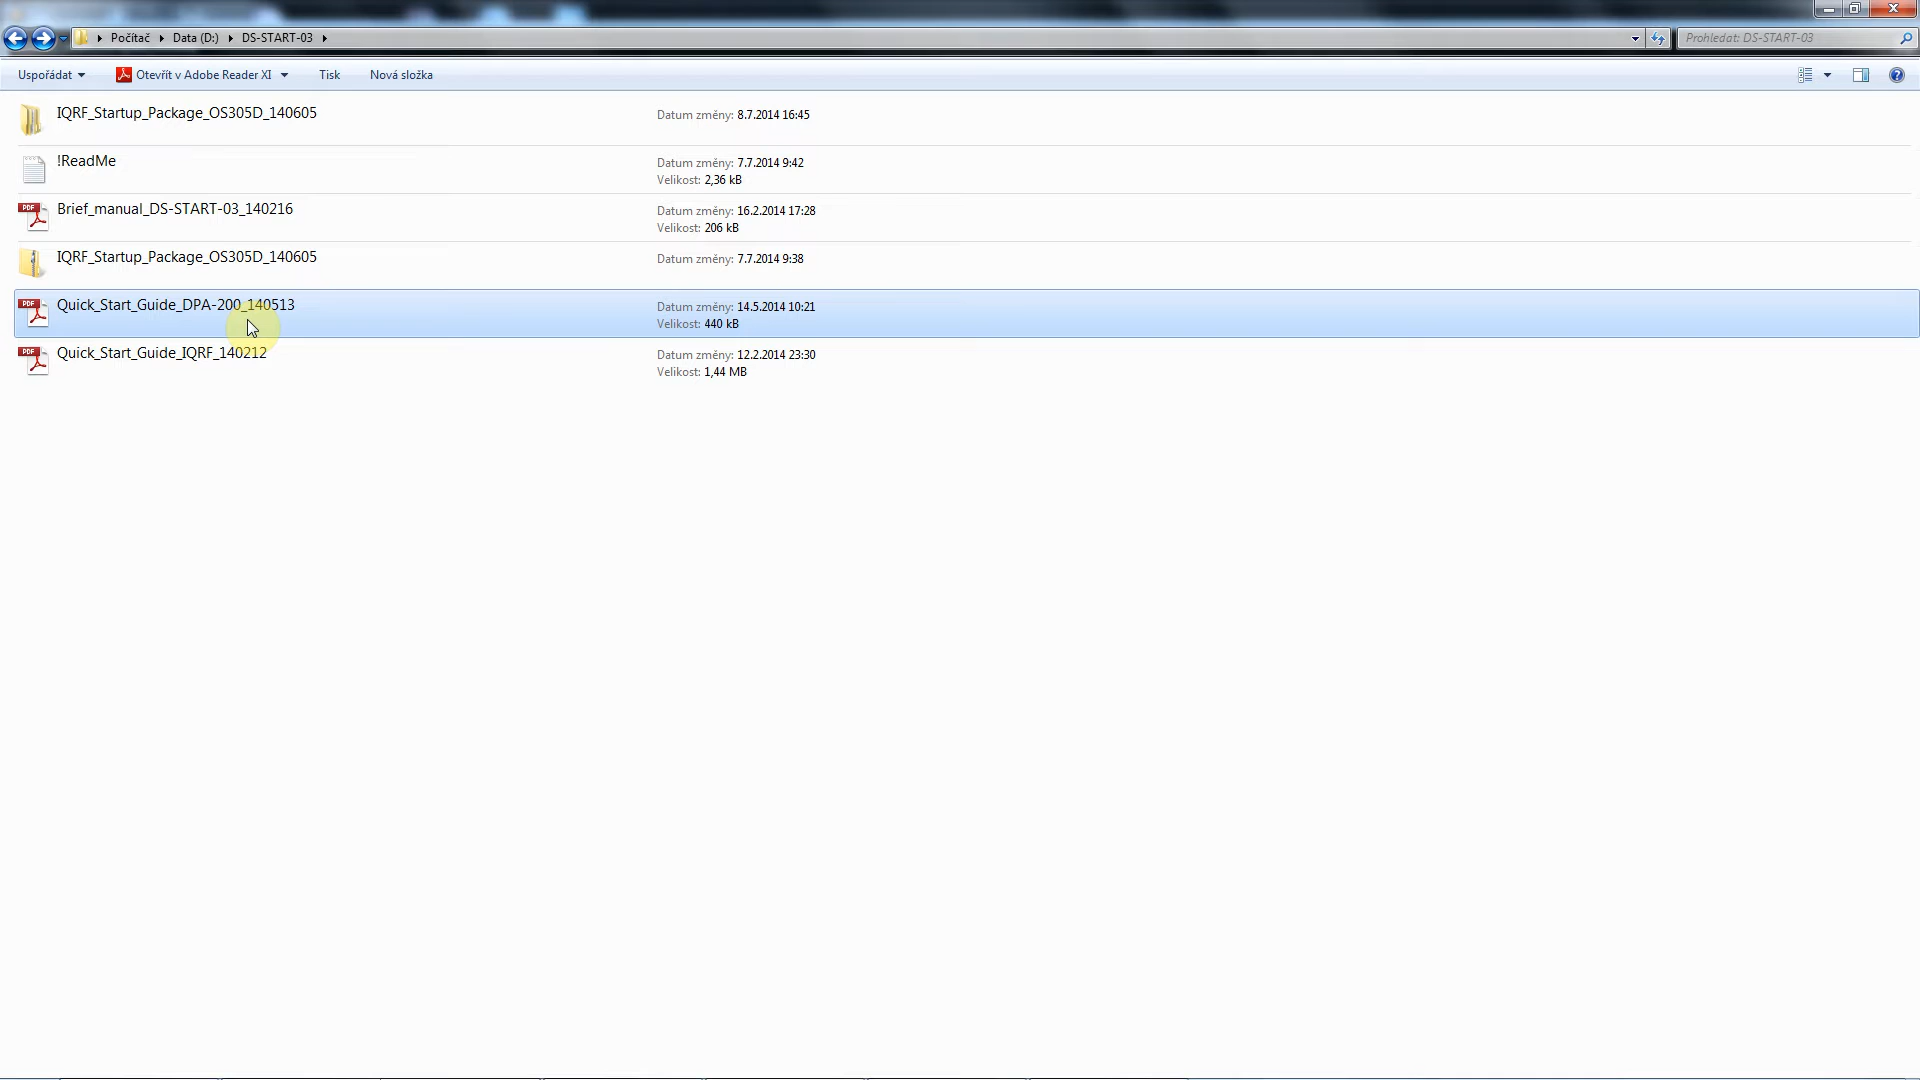 Počítač Data (D:) DS-START-03 Prohledat: DS-START-03
Uspořádat Otevřít v Adobe Reader XI Tisk Nová složka
IQRF_Startup_Package_OS305D_140605 Datum změny: 8.7.2014 16:45
!ReadMe Datum změny: 7.7.2014 9:42
Velikost: 2,36 kB
Brief_manual_DS-START-03_140216 Datum změny: 16.2.2014 17:28
Velikost: 206 kB
IQRF_Startup_Package_OS305D_140605 Datum změny: 7.7.2014 9:38
Quick_Start_Guide_DPA-200_140513 Datum změny: 14.5.2014 10:21
Velikost: 440 kB
Quick_Start_Guide_IQRF_140212 Datum změny: 12.2.2014 23:30
Velikost: 1,44 MB